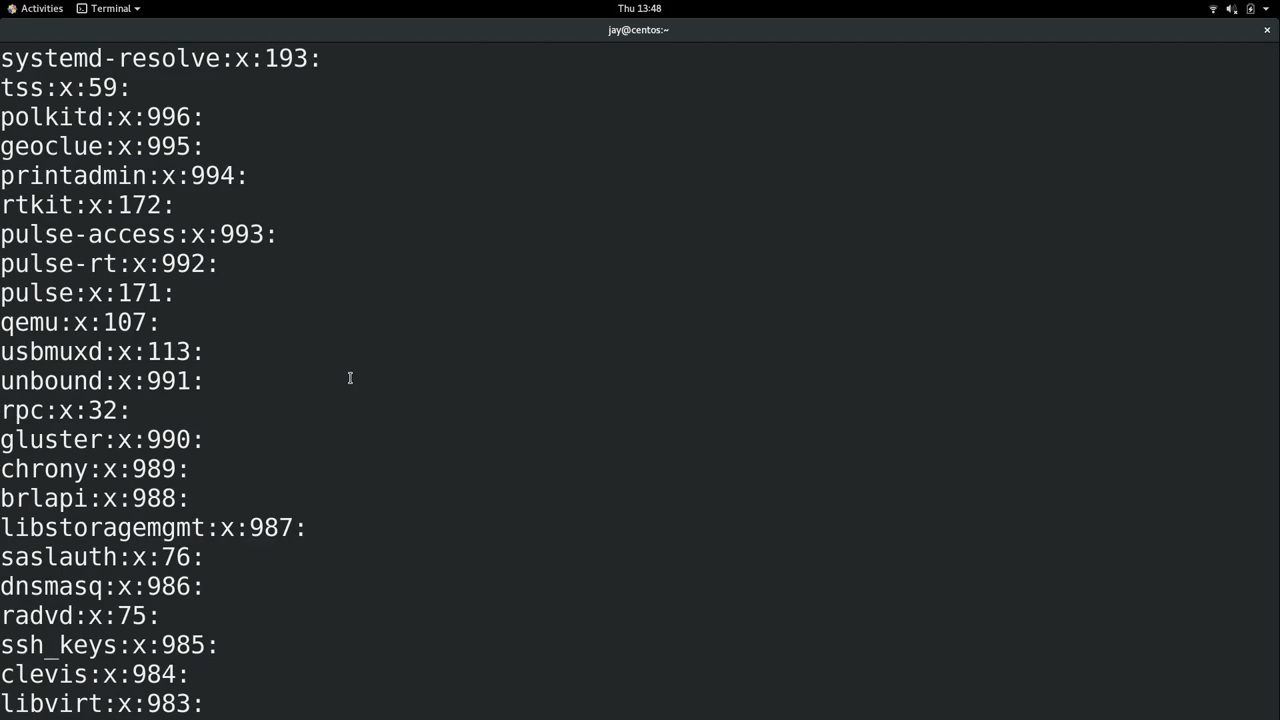 Activities Terminal Thu 13:48
jay@centos:~
systemd-resolve:x:193:
tss:x:59:
polkitd:x:996:
geoclue:x:995:
printadmin:x:994:
rtkit:x:172:
pulse-access:x:993:
pulse-rt:x:992:
pulse:x:171:
qemu:x:107:
usbmuxd:x:113:
unbound:x:991:
rpc:x:32:
gluster:x:990:
chrony:x:989:
brlapi:x:988:
libstoragemgmt:x:987:
saslauth:x:76:
dnsmasq:x:986:
radvd:x:75:
ssh_keys:x:985:
clevis:x:984:
libvirt:x:983: